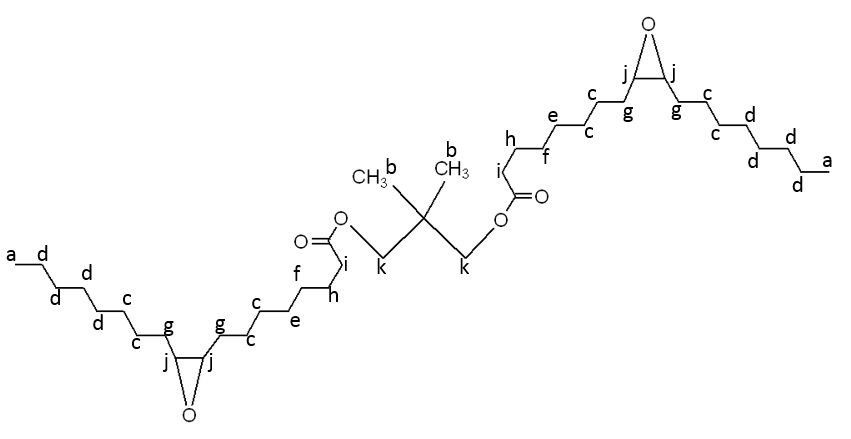 O
j j
c c
g g
e d
c c
h d
f d
b
b a
CH₃ CH₃ i d
O
O O
O
i k k
a d
f
d
h
d c
c e
d
g g
c c
j j
O